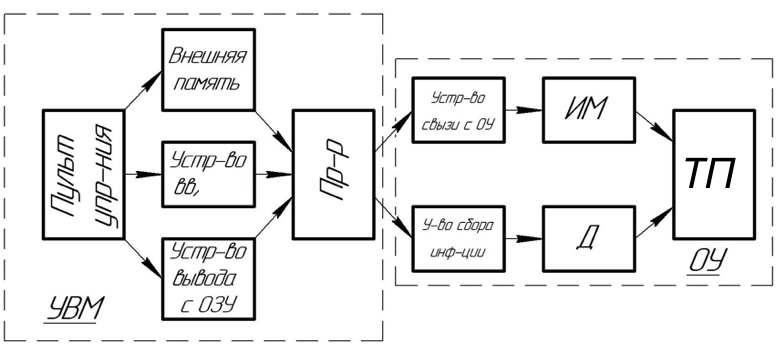 Внешняя
память
Пульт
упр-ния
Устр-во
вв,
Устр-во
вывода
с ОЗУ
УВМ
Пр-р
Устр-во
свызи с ОУ
ИМ
У-во сбора
инф-ции
Д
ТП
ОУ